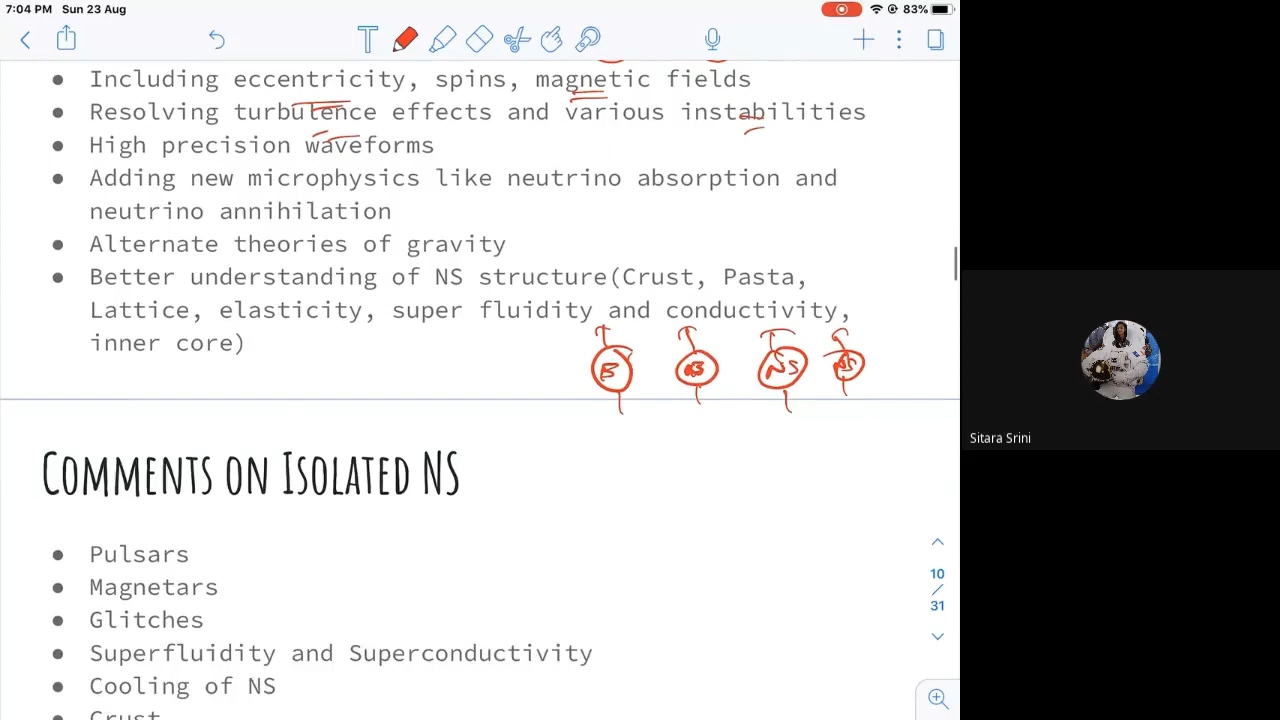 7:04 PM Sun 23 Aug
83%
Including eccentricity, spins, magnetic fields
Resolving turbulence effects and various instabilities
High precision waveforms
Adding new microphysics like neutrino absorption and
neutrino annihilation
Alternate theories of gravity
Better understanding of NS structure(Crust, Pasta,
Lattice, elasticity, super fluidity and conductivity,
inner core)
NS NS
COMMENTS ON ISOLATED NS
Pulsars
Magnetars
Glitches
Superfluidity and Superconductivity
Cooling of NS
Crust
10
/
31
Sitara Srini